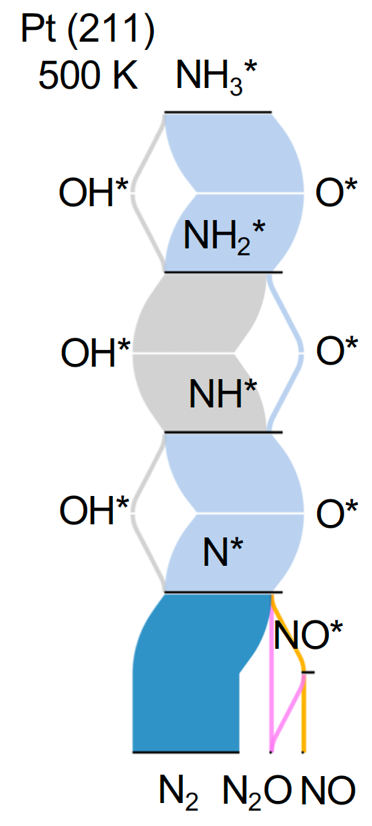 Pt (211)
500 K NH₃*
OH* O*
NH₂*
OH* O*
NH*
OH* O*
N*
NO*
N₂ N₂O NO